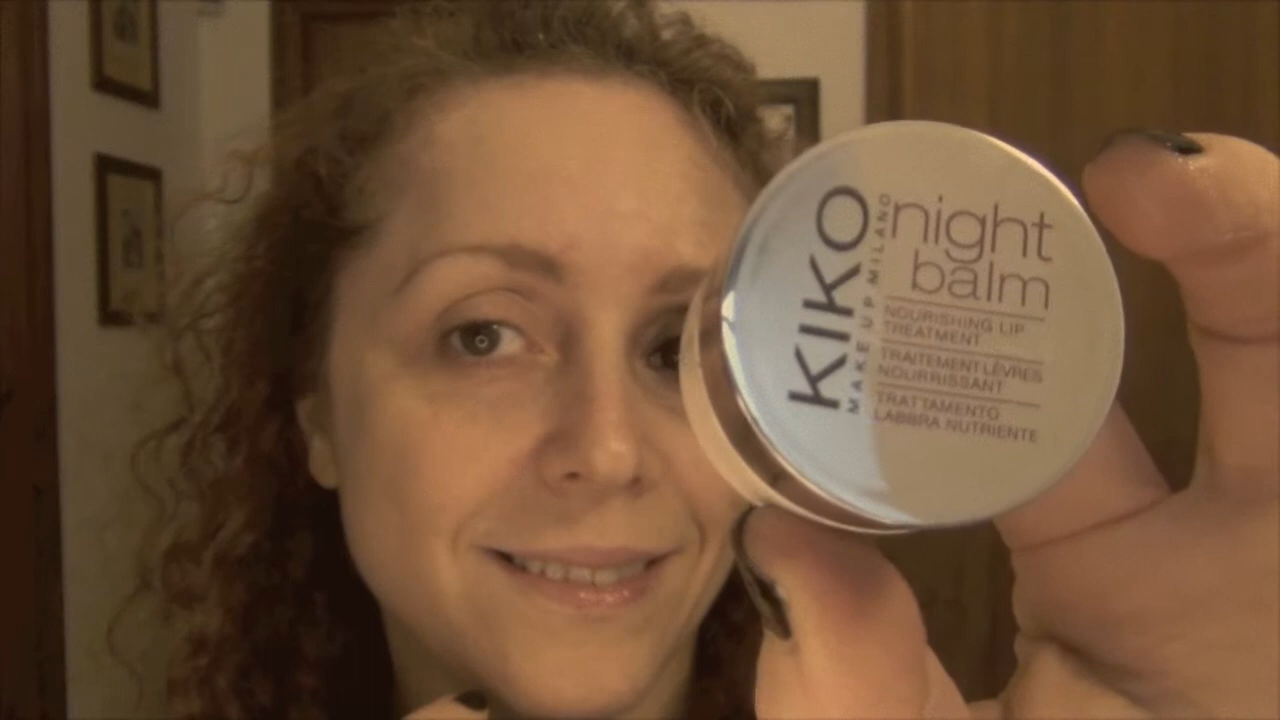 KIKO
MAKE UP MILANO
night
balm
NOURISHING LIP
TREATMENT
TRAITEMENT LÈVRES
NOURRISSANT
TRATTAMENTO
LABBRA NUTRIENTE